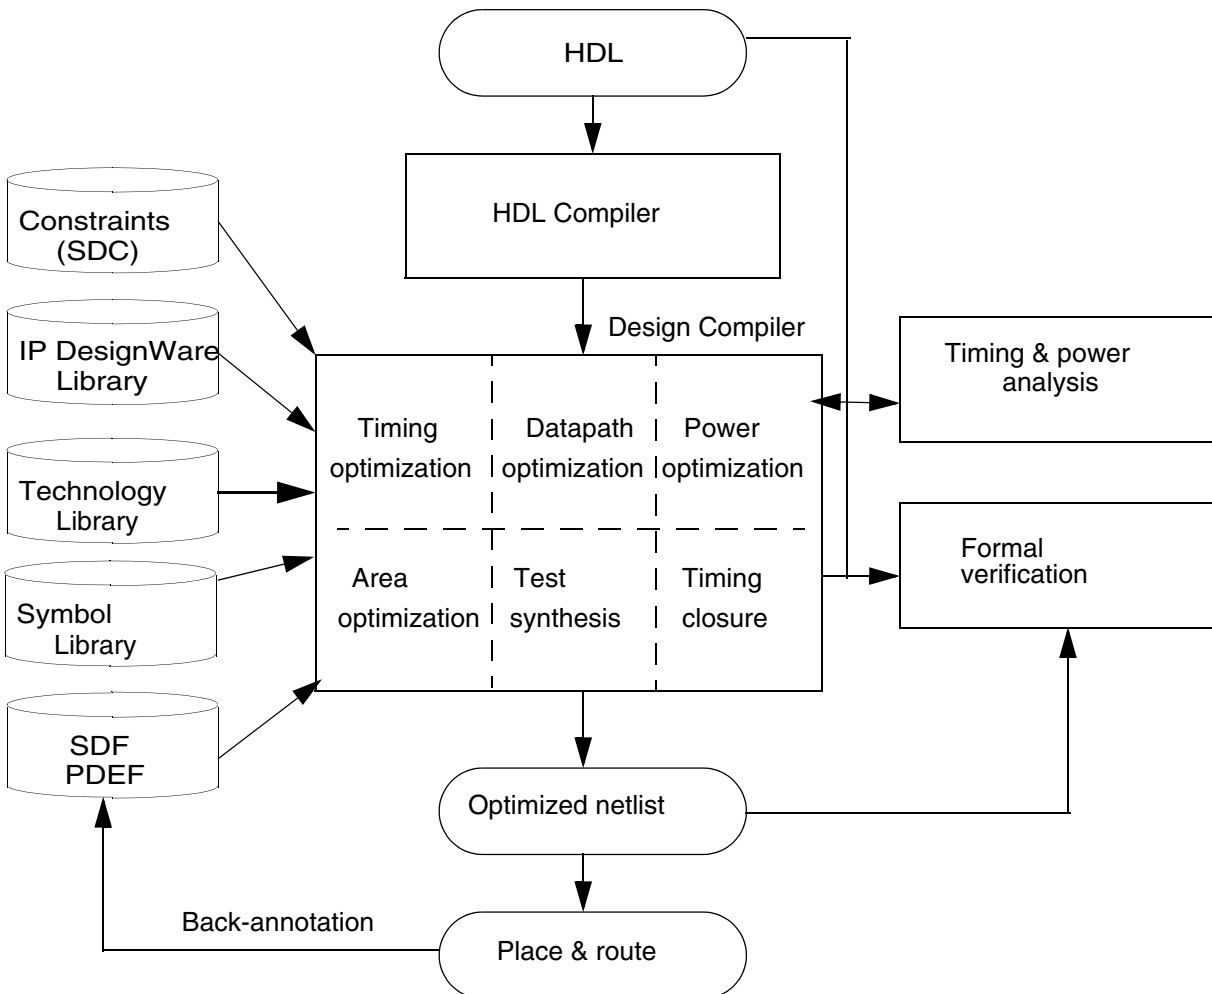 HDL
HDL Compiler
Constraints
(SDC)
IP DesignWare
Library
Technology
Library
Symbol
Library
SDF
PDEF
Design Compiler
Timing
optimization
Datapath
optimization
Power
optimization
Area
optimization
Test
synthesis
Timing
closure
Timing & power
analysis
Formal
verification
Optimized netlist
Back-annotation
Place & route